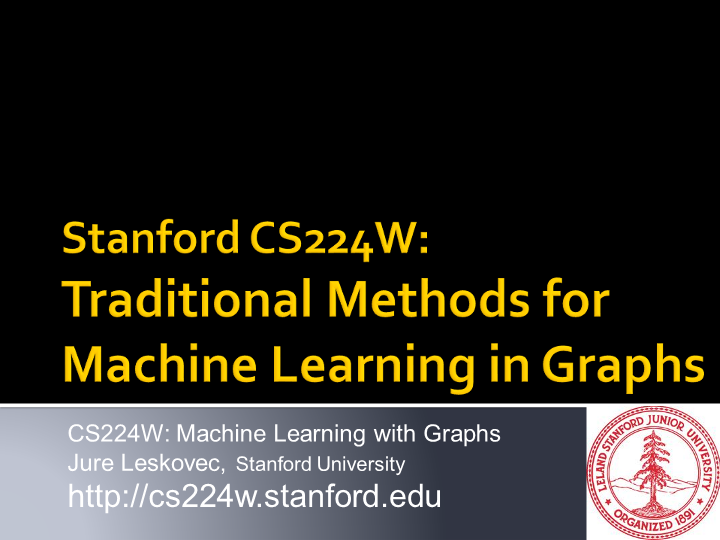 Stanford CS224W:
Traditional Methods for
Machine Learning in Graphs
CS224W: Machine Learning with Graphs
Jure Leskovec, Stanford University
http://cs224w.stanford.edu
LELAND STANFORD JUNIOR UNIVERSITY
ORGANIZED 1891